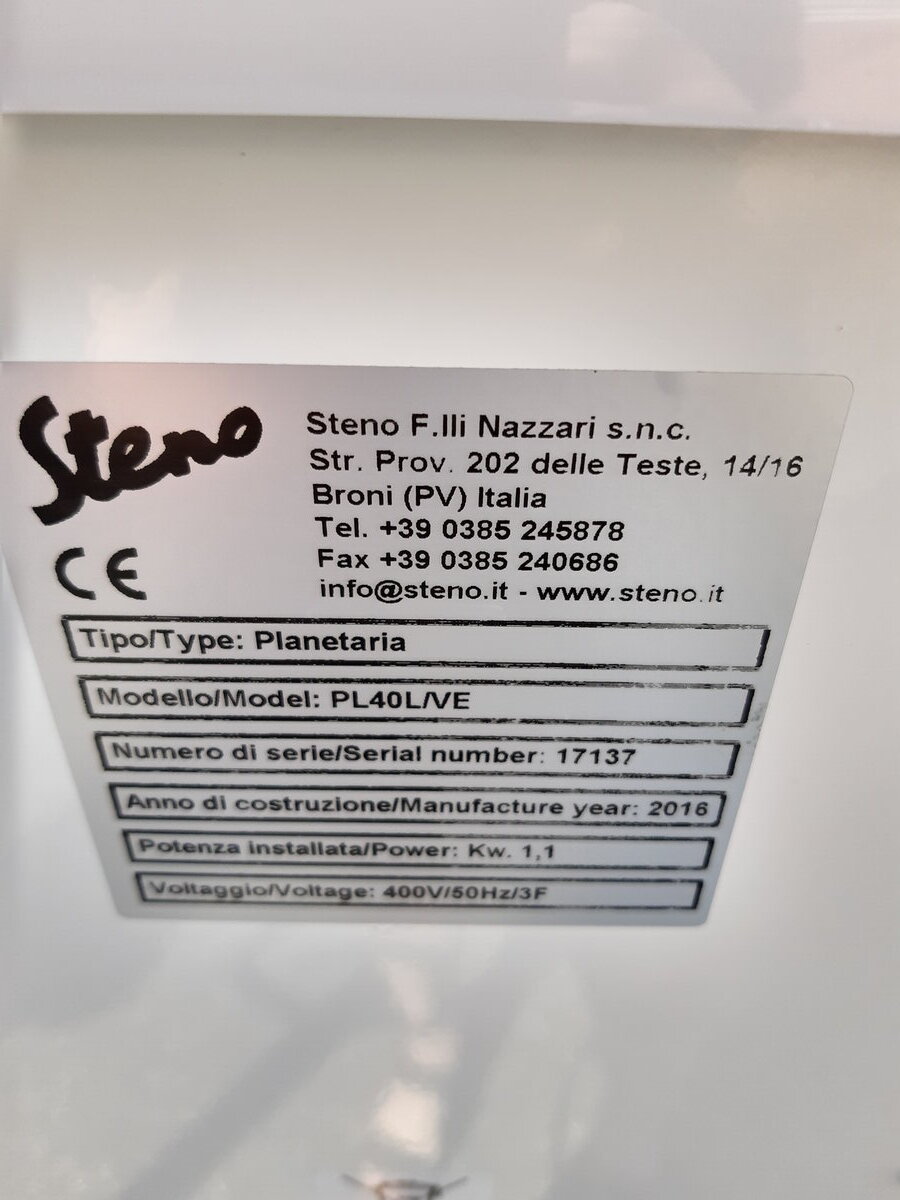 Steno
Steno F.lli Nazzari s.n.c.
Str. Prov. 202 delle Teste, 14/16
Broni (PV) Italia
Tel. +39 0385 245878
Fax +39 0385 240686
info@steno.it - www.steno.it
CE
Tipo/Type: Planetaria
Modello/Model: PL40L/VE
Numero di serie/Serial number: 17137
Anno di costruzione/Manufacture year: 2016
Potenza installata/Power: Kw. 1,1
Voltaggio/Voltage: 400V/50Hz/3F